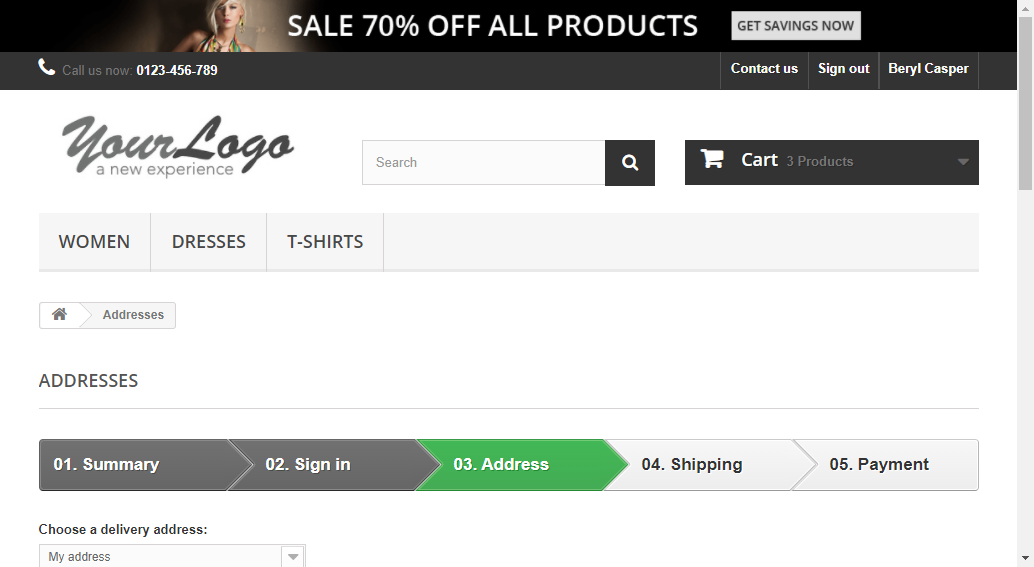 SALE 70% OFF ALL PRODUCTS GET SAVINGS NOW
Call us now: 0123-456-789 Contact us Sign out Beryl Casper
YourLogo
a new experience
Search
Cart 3 Products
WOMEN DRESSES T-SHIRTS
Addresses
ADDRESSES
01. Summary 02. Sign in 03. Address 04. Shipping 05. Payment
Choose a delivery address:
My address